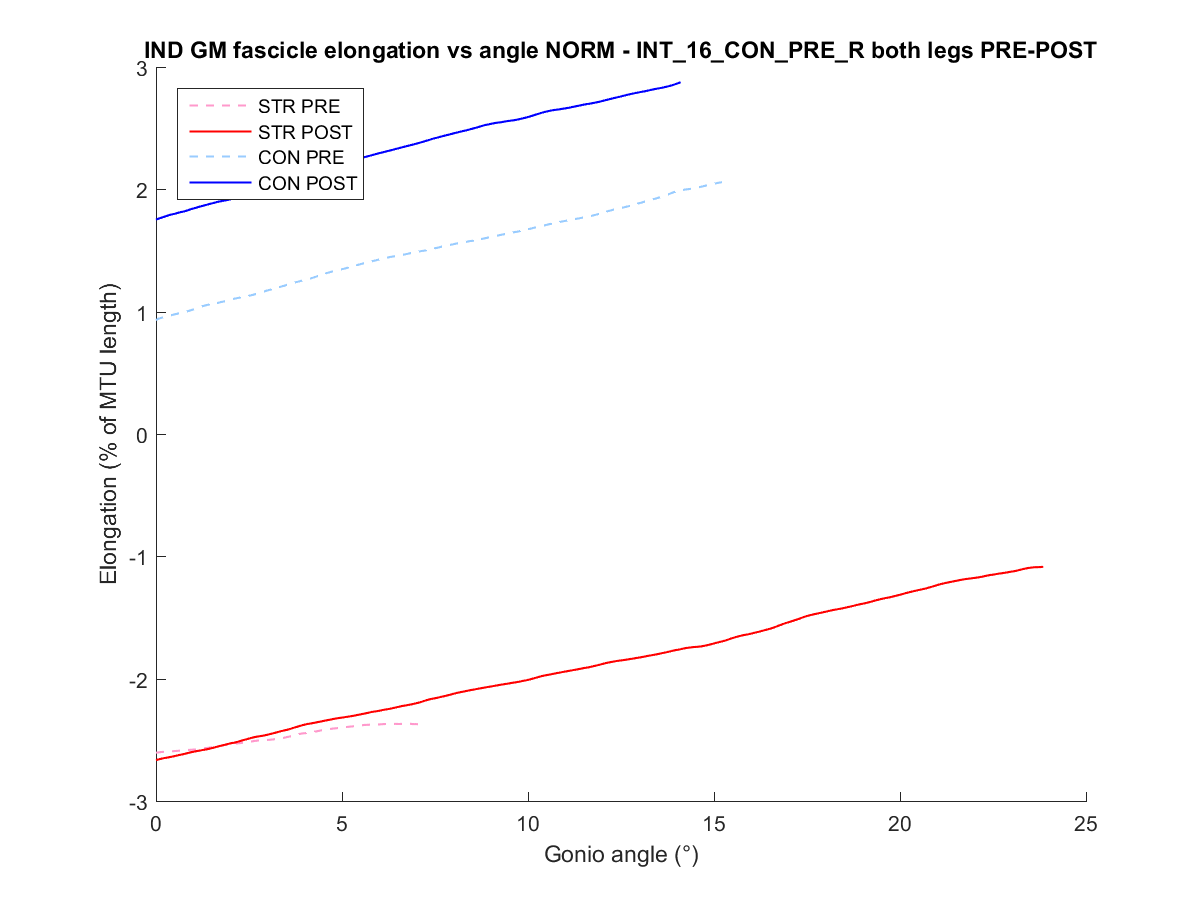 IND GM fascicle elongation vs angle NORM - INT_16_CON_PRE_R both legs PRE-POST
STR PRE
STR POST
CON PRE
CON POST
Elongation (% of MTU length)
3
2
1
0
-1
-2
-3
0 5 10 15 20 25
Gonio angle (°)